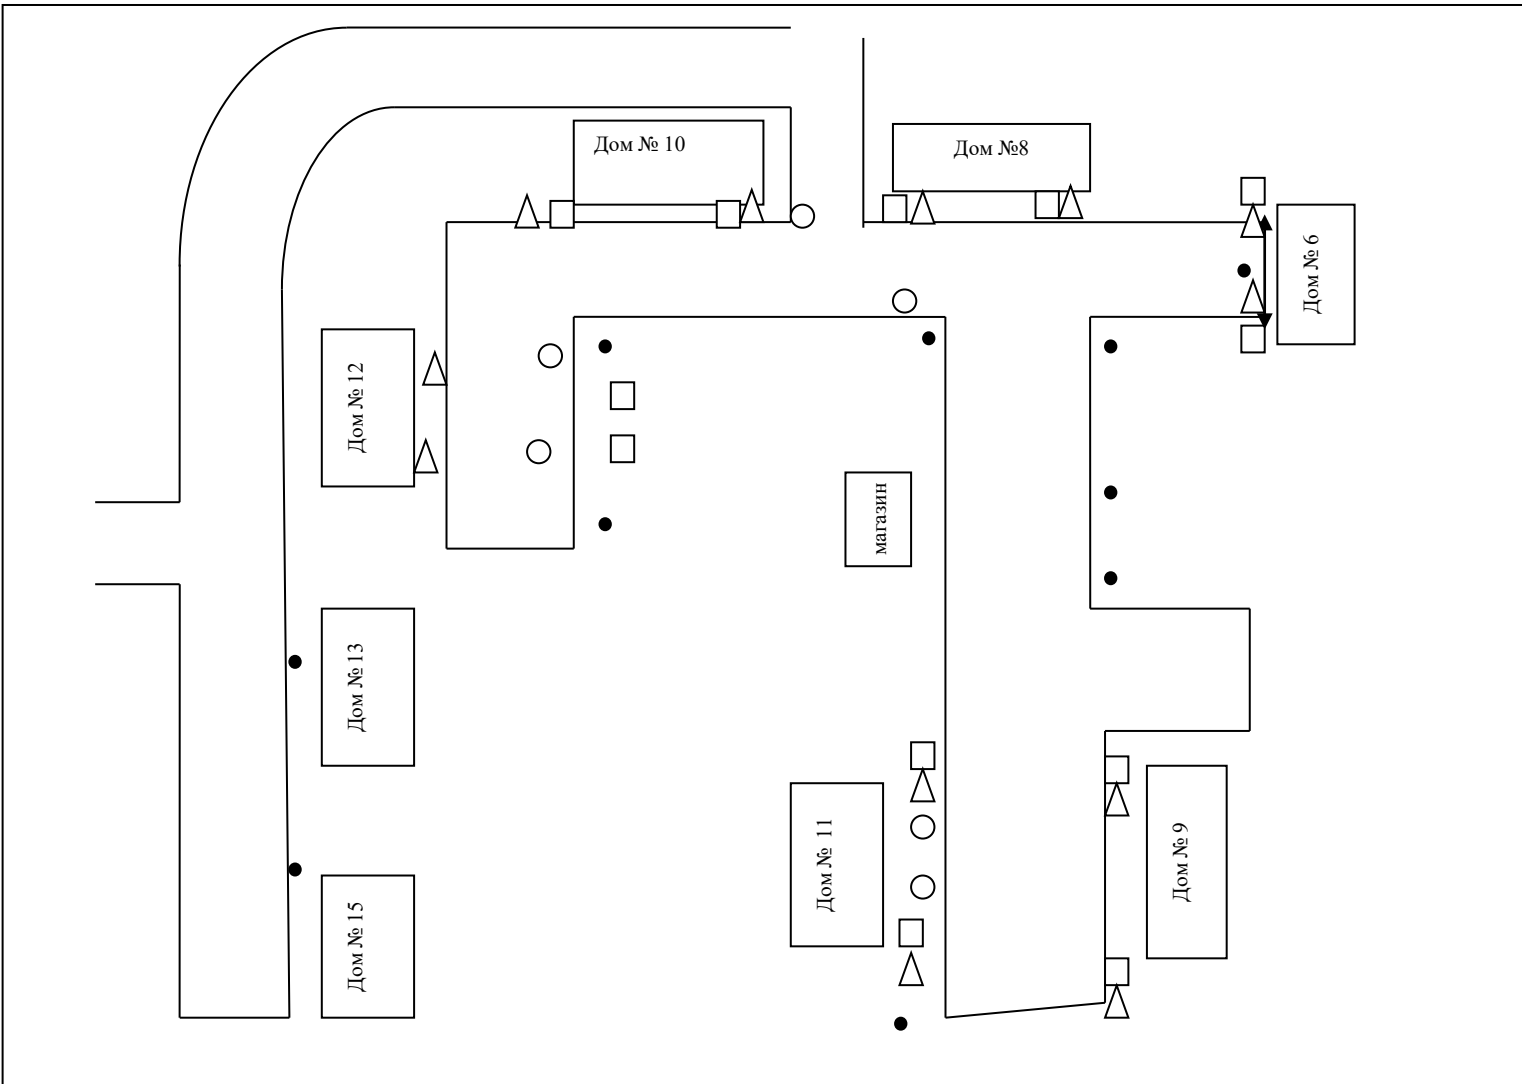 Дом № 10
Дом №8
Дом № 6
Дом № 12
магазин
Дом № 13
Дом № 11
Дом № 9
Дом № 15